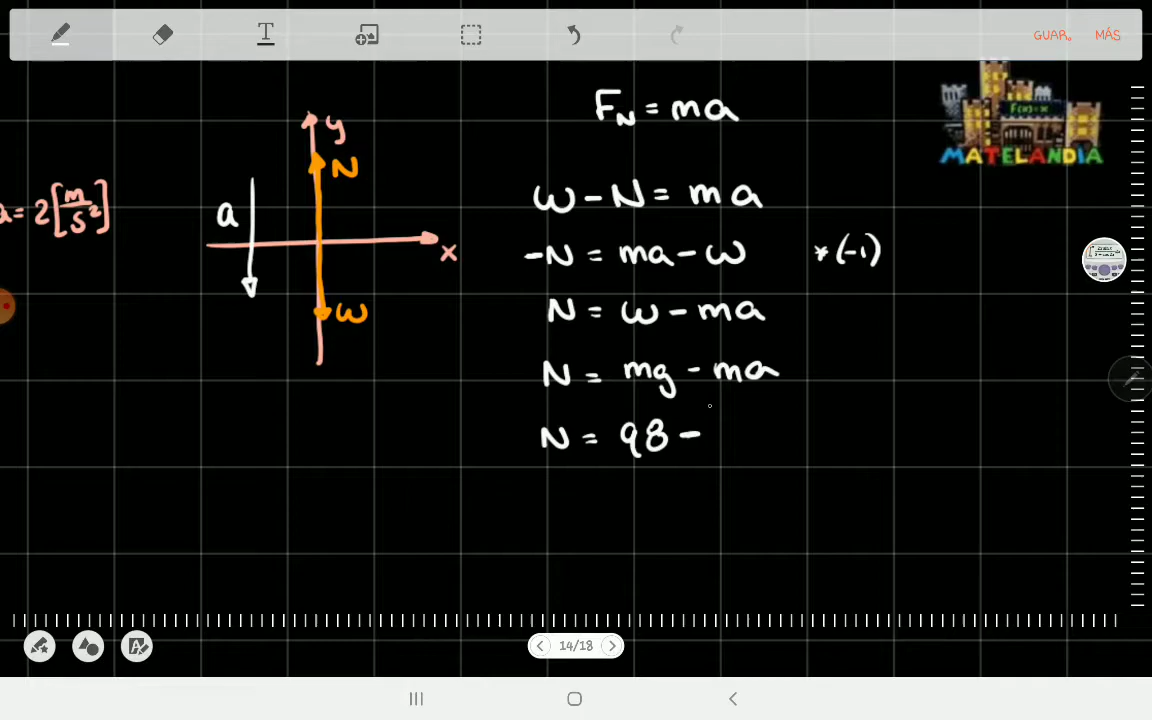 T
GUAR.
MÁS
F(x)=x
MATELANDIA
F_N = ma
y
N
a = 2[m/s²]
a
x
w
w - N = ma
-N = ma - w * (-1)
N = w - ma
N = mg - ma
N = 98 -
A
14/18